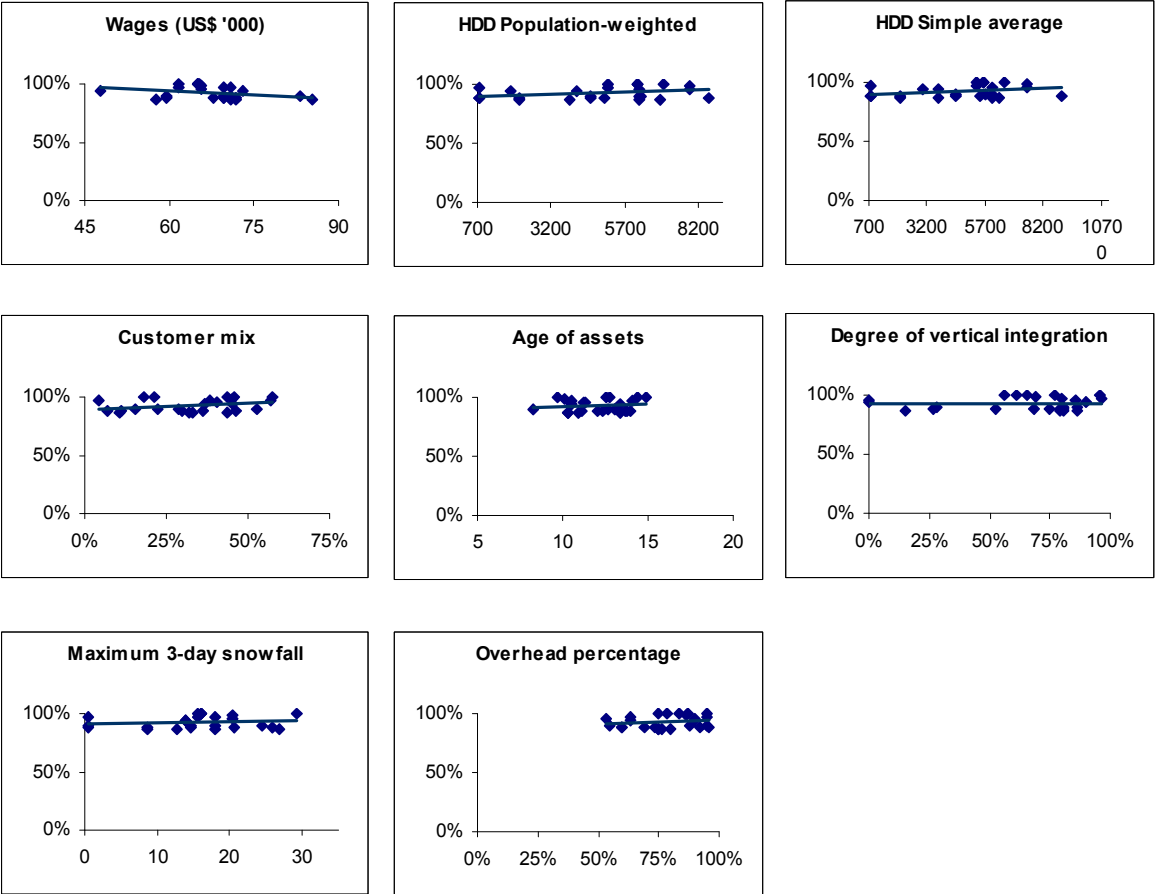 Wages (US$ '000)
100%
50%
0%
45 60 75 90
HDD Population-weighted
100%
50%
0%
700 3200 5700 8200
HDD Simple average
100%
50%
0%
700 3200 5700 8200 1070
0
Customer mix
100%
50%
0%
0% 25% 50% 75%
Age of assets
100%
50%
0%
5 10 15 20
Degree of vertical integration
100%
50%
0%
0% 25% 50% 75% 100%
Maximum 3-day snowfall
100%
50%
0%
0 10 20 30
Overhead percentage
100%
50%
0%
0% 25% 50% 75% 100%